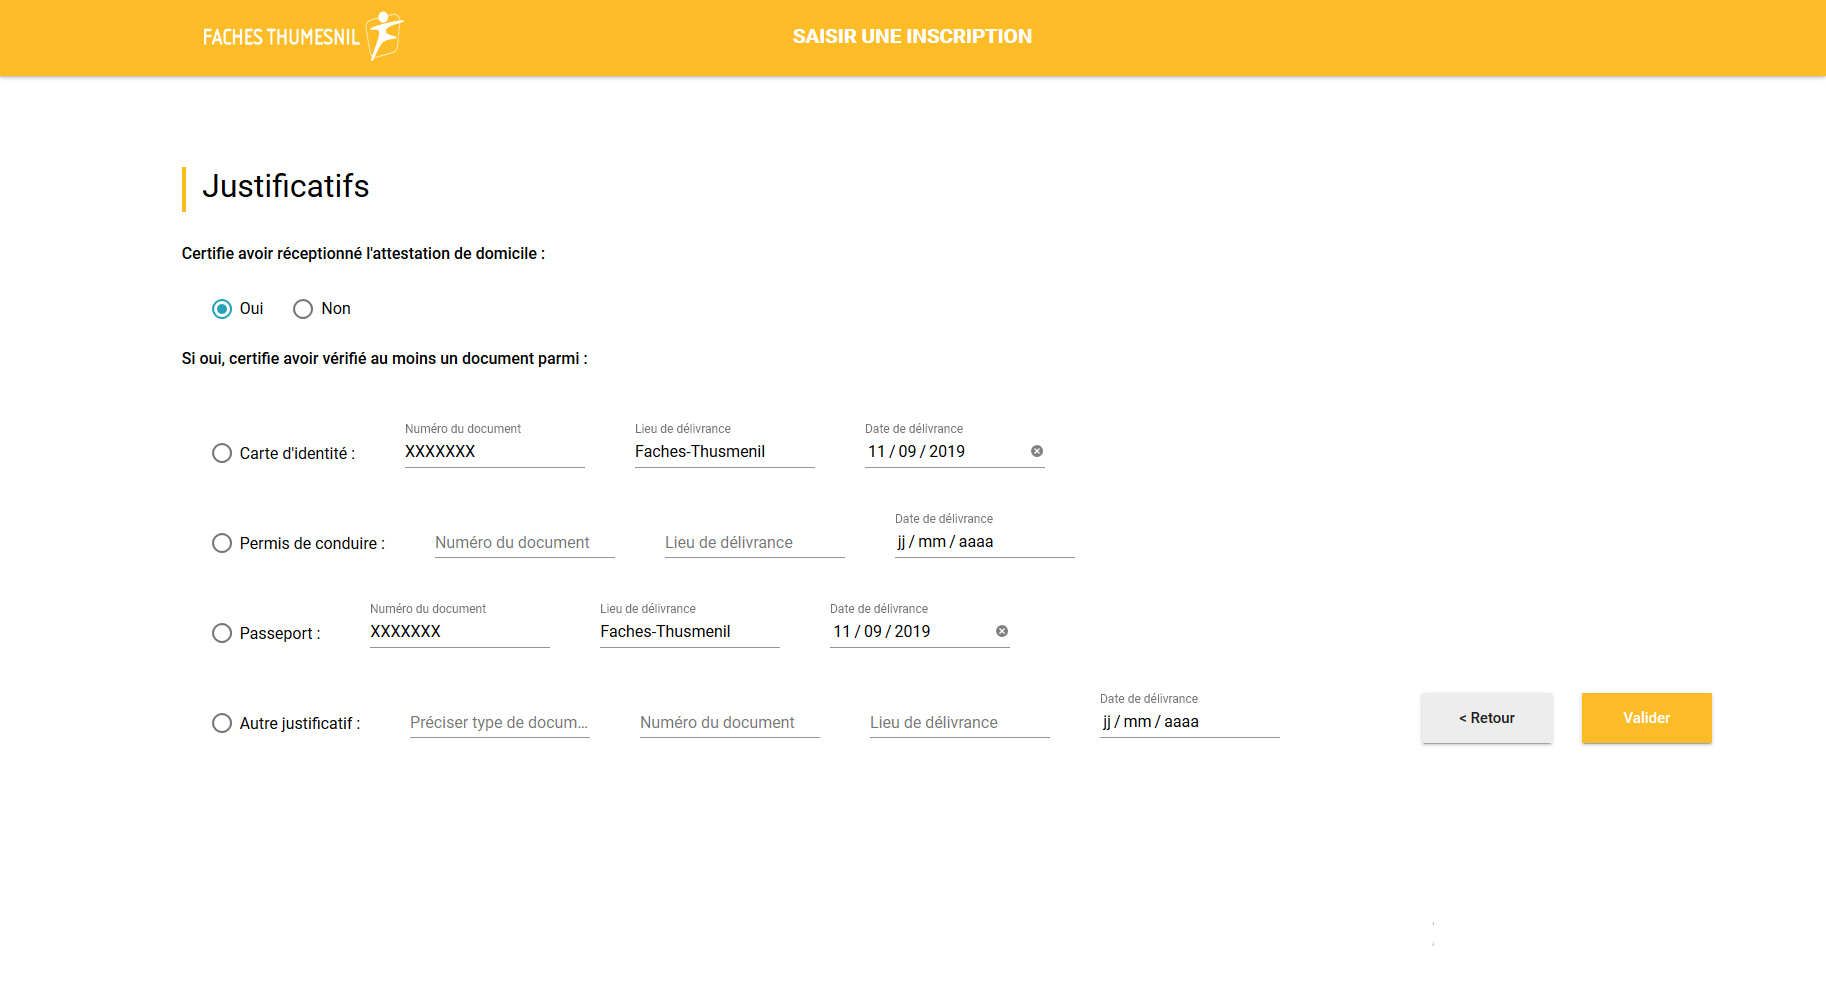 FACHES THUMESNIL
SAISIR UNE INSCRIPTION
Justificatifs
Certifie avoir réceptionné l'attestation de domicile :
Oui Non
Si oui, certifie avoir vérifié au moins un document parmi :
Numéro du document Lieu de délivrance Date de délivrance
Carte d'identité : XXXXXXX Faches-Thusmenil 11 / 09 / 2019
Date de délivrance
Permis de conduire : Numéro du document Lieu de délivrance jj / mm / aaaa
Numéro du document Lieu de délivrance Date de délivrance
Passeport : XXXXXXX Faches-Thusmenil 11 / 09 / 2019
Date de délivrance
Autre justificatif : Préciser type de docum... Numéro du document Lieu de délivrance jj / mm / aaaa
< Retour Valider